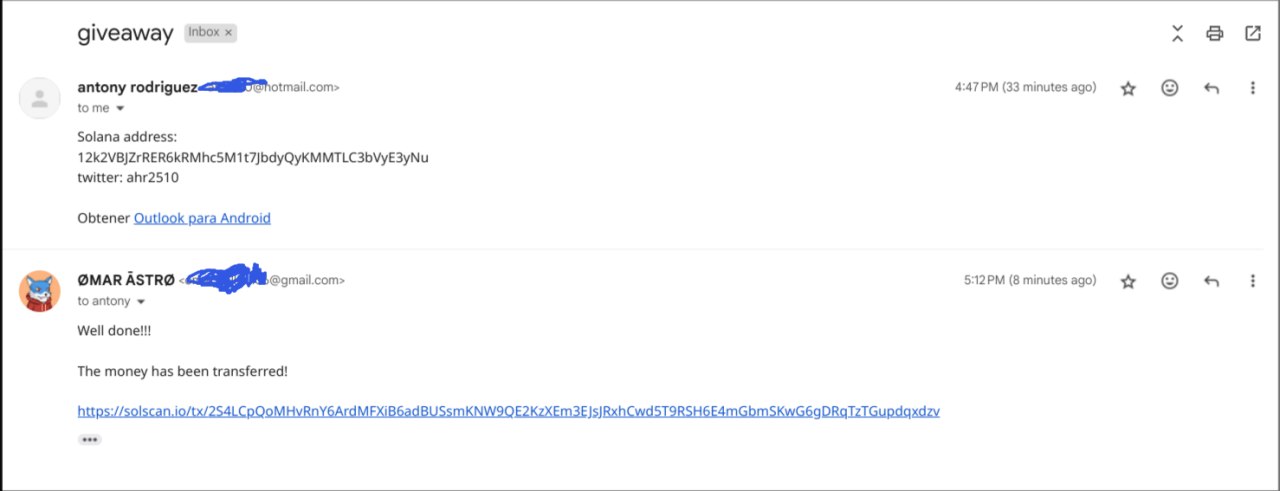 giveaway Inbox ×
antony rodriguez @hotmail.com> 4:47 PM (33 minutes ago)
to me
Solana address:
12k2VBJZrRER6kRMhc5M1t7JbdyQyKMMTLC3bVyE3yNu
twitter: ahr2510
Obtener Outlook para Android
ØMAR ĀSTRØ < @gmail.com> 5:12 PM (8 minutes ago)
to antony
Well done!!!
The money has been transferred!
https://solscan.io/tx/2S4LCpQoMHvRnY6ArdMFXiB6adBUSsmKNW9QE2KzXEm3EJsJRxhCwd5T9RSH6E4mGbmSKwG6gDRqTzTGupdqxdzv